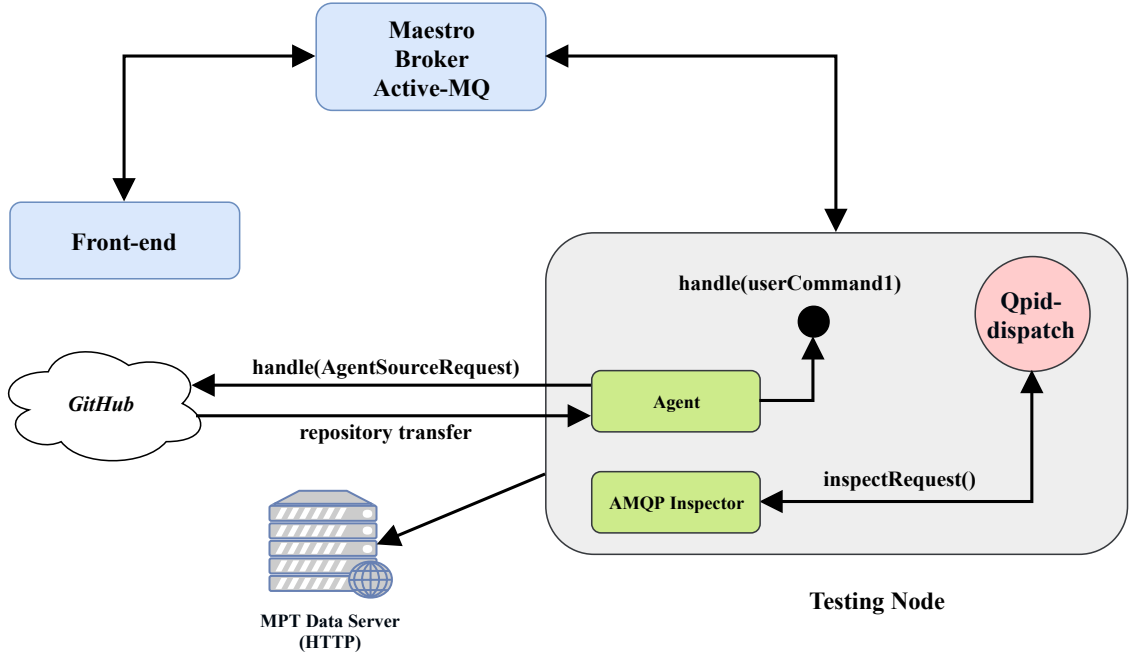 Maestro
Broker
Active-MQ
Front-end
handle(userCommand1)
Qpid-
dispatch
handle(AgentSourceRequest)
GitHub
Agent
repository transfer
inspectRequest()
AMQP Inspector
Testing Node
MPT Data Server
(HTTP)